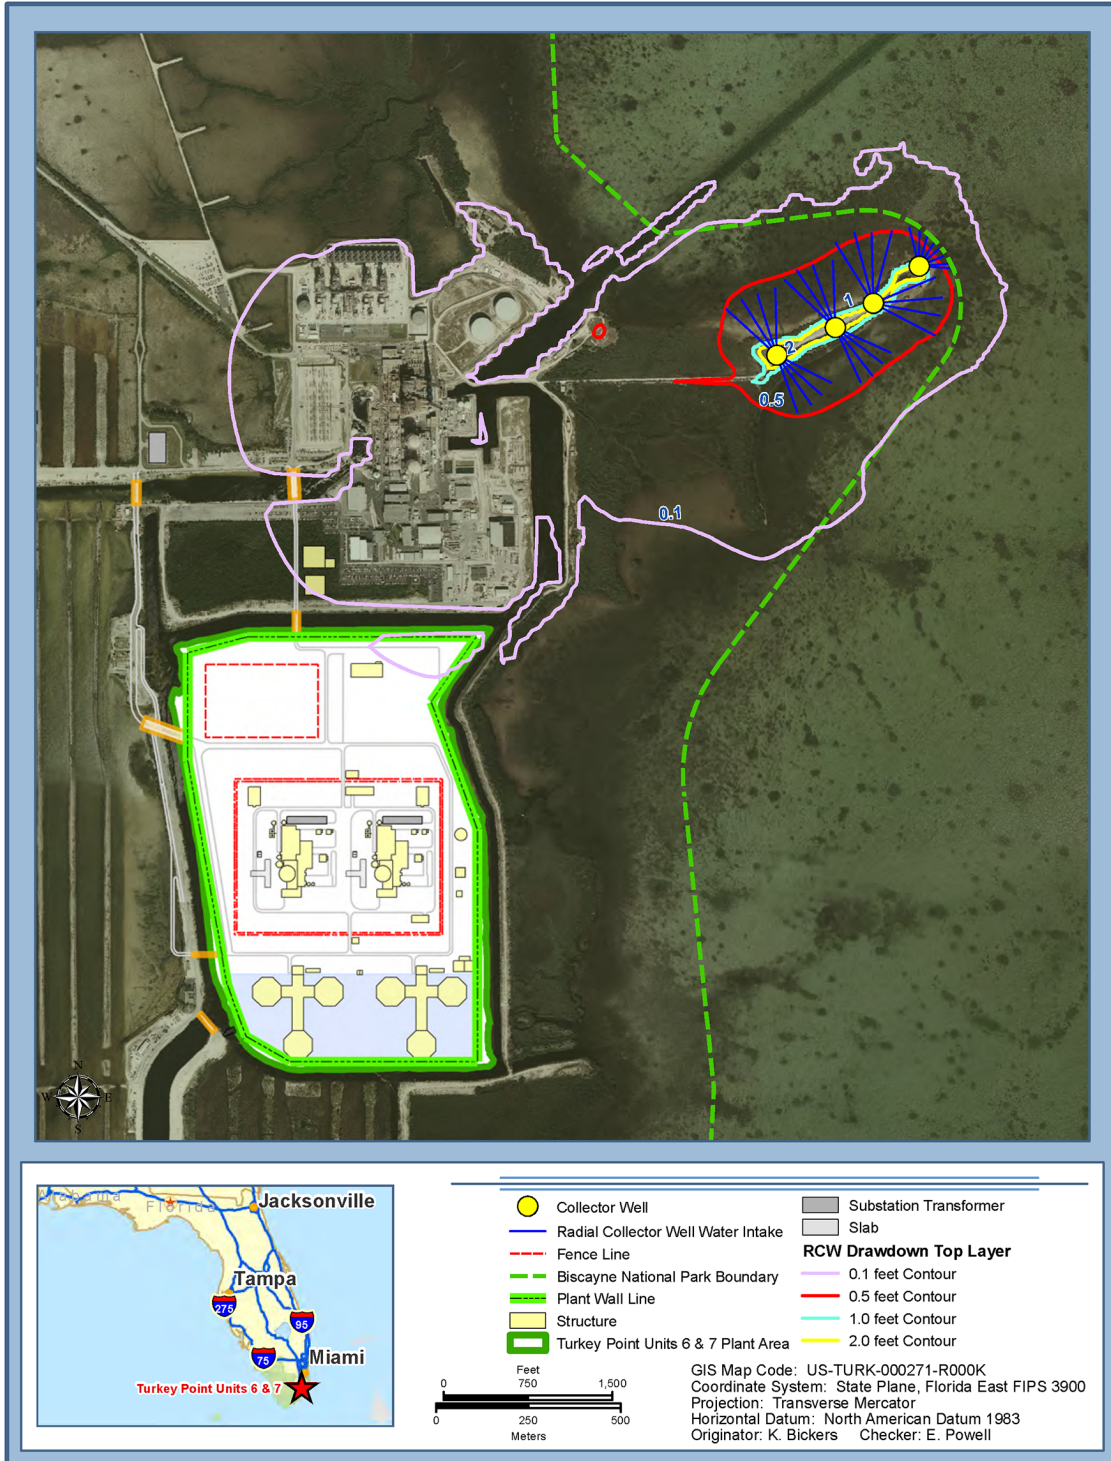 1
2
0.5
0.1
N
W E
S
Alabama
Florida
Jacksonville
Tampa
275
95
75
Miami
Turkey Point Units 6 & 7
Collector Well
Radial Collector Well Water Intake
Fence Line
Biscayne National Park Boundary
Plant Wall Line
Structure
Turkey Point Units 6 & 7 Plant Area
Substation Transformer
Slab
RCW Drawdown Top Layer
0.1 feet Contour
0.5 feet Contour
1.0 feet Contour
2.0 feet Contour
Feet
0 750 1,500
0 250 500
Meters
GIS Map Code: US-TURK-000271-R000K
Coordinate System: State Plane, Florida East FIPS 3900
Projection: Transverse Mercator
Horizontal Datum: North American Datum 1983
Originator: K. Bickers Checker: E. Powell